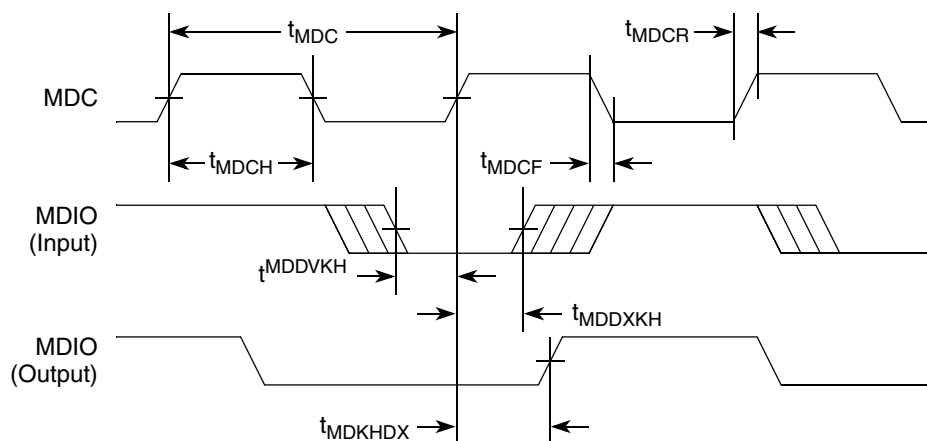 tMDC
tMDCR
MDC
tMDCH
tMDCF
MDIO
(Input)
tMDDVKH
tMDDXKH
MDIO
(Output)
tMDKHDX